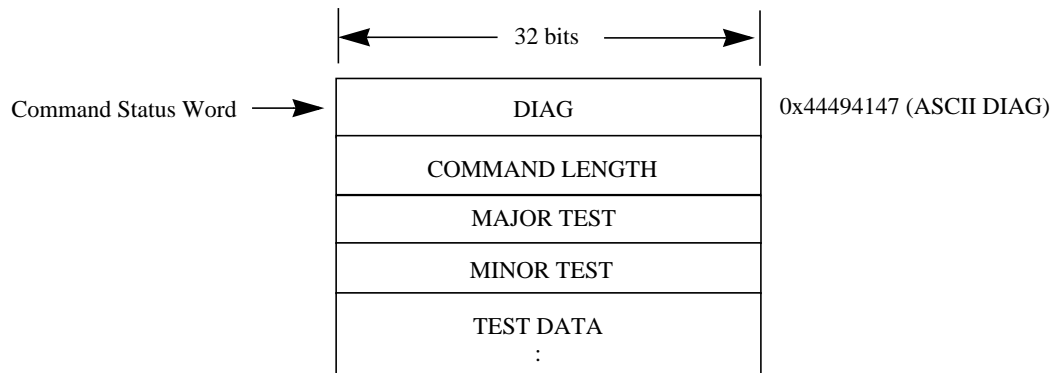 32 bits
Command Status Word
DIAG
0x44494147 (ASCII DIAG)
COMMAND LENGTH
MAJOR TEST
MINOR TEST
TEST DATA
: